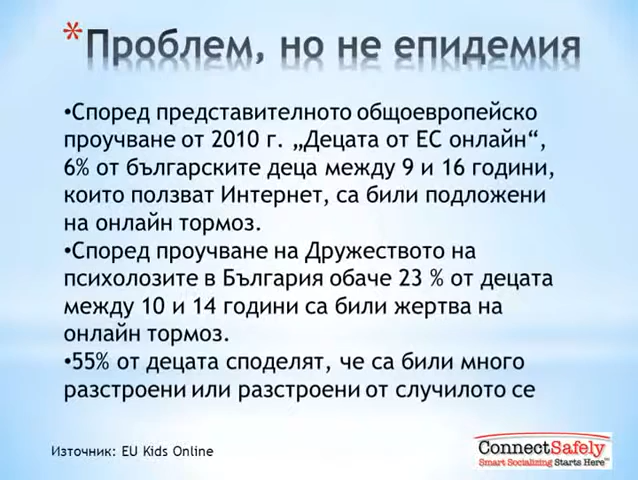 *Проблем, но не епидемия
•Според представителното общоевропейско
проучване от 2010 г. „Децата от ЕС онлайн“,
6% от българските деца между 9 и 16 години,
които ползват Интернет, са били подложени
на онлайн тормоз.
•Според проучване на Дружеството на
психолозите в България обаче 23 % от децата
между 10 и 14 години са били жертва на
онлайн тормоз.
•55% от децата споделят, че са били много
разстроени или разстроени от случилото се
Източник: EU Kids Online
ConnectSafely
Smart Socializing Starts Here™